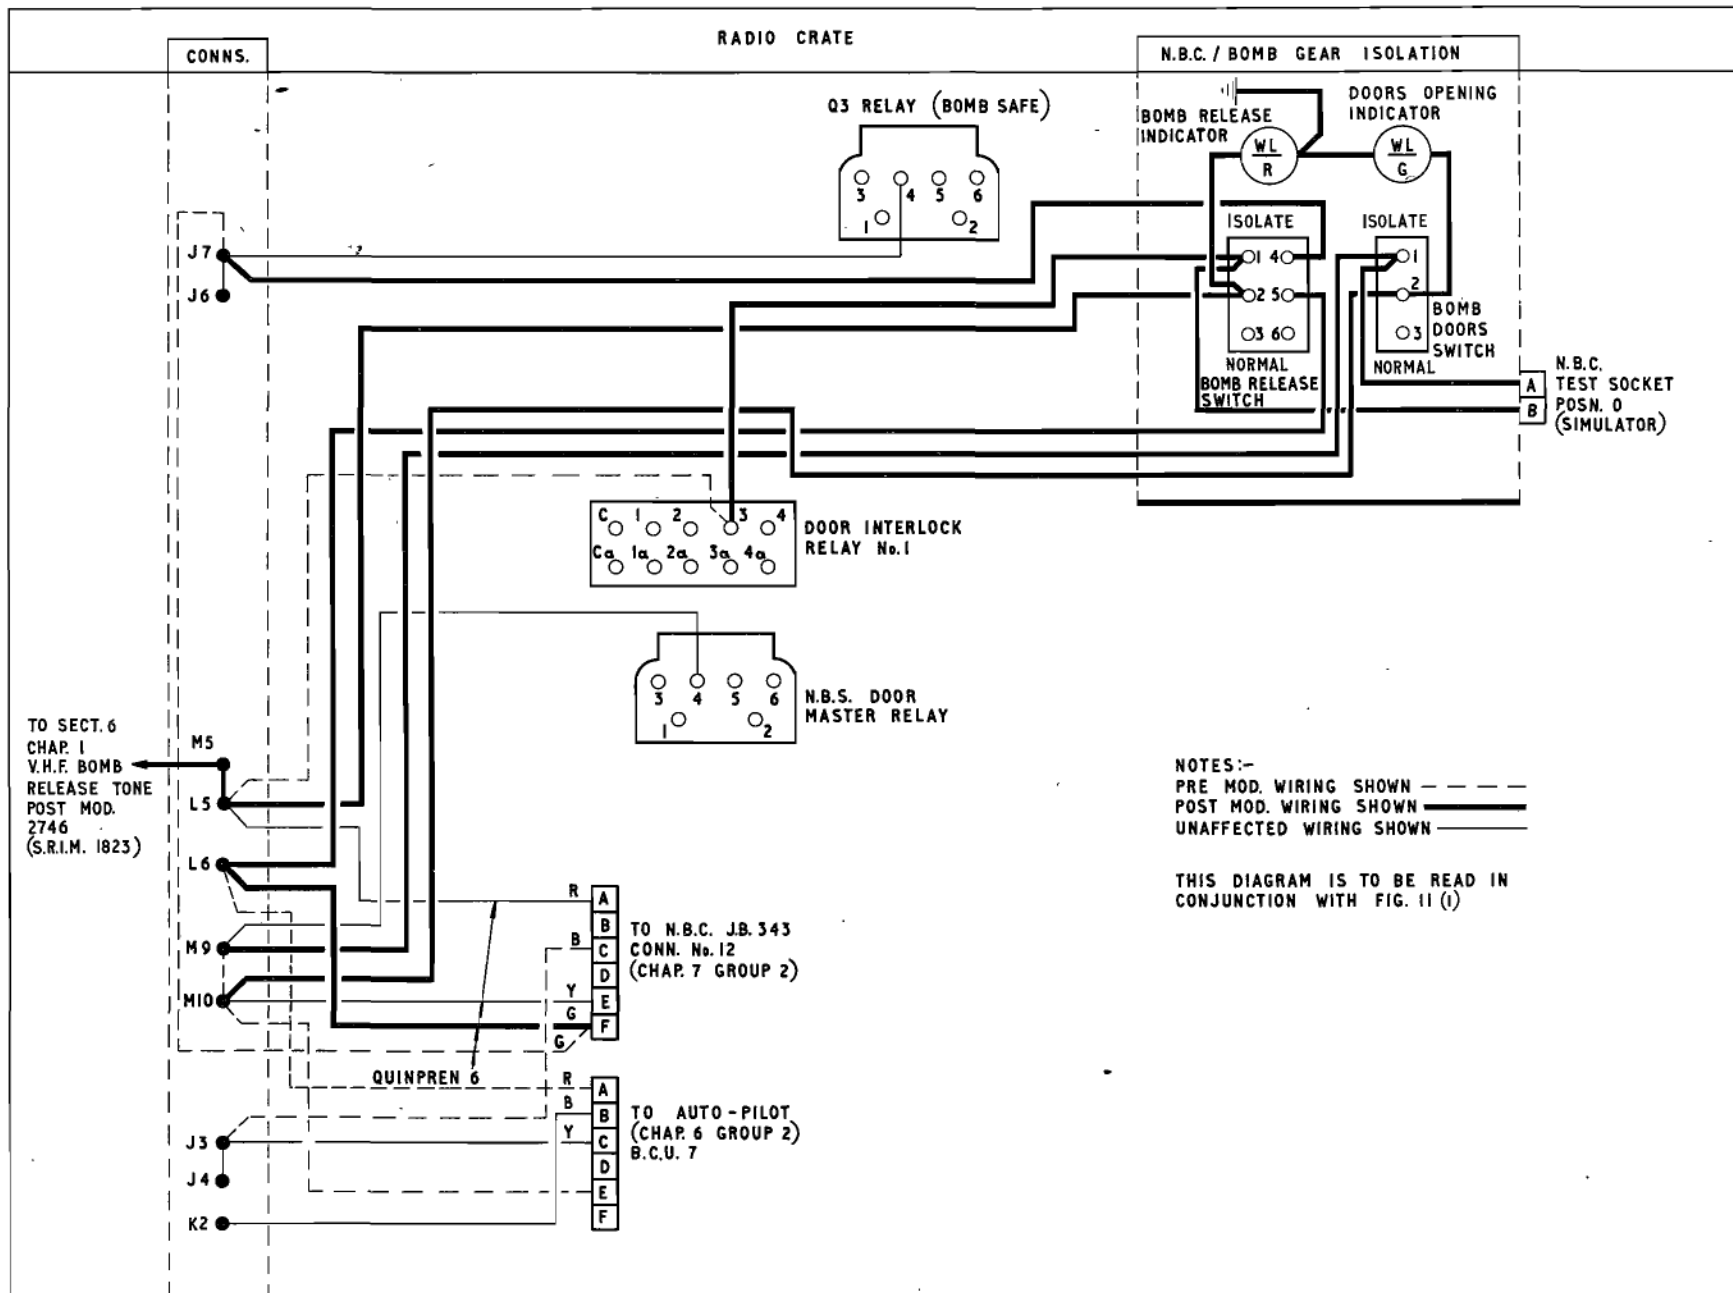 RADIO CRATE
CONNS.
N.B.C. / BOMB GEAR ISOLATION
Q3 RELAY (BOMB SAFE)
3 4 5 6
1 2
BOMB RELEASE
INDICATOR
WL
R
DOORS OPENING
INDICATOR
WL
G
ISOLATE
1 4
2 5
3 6
NORMAL
BOMB RELEASE
SWITCH
ISOLATE
1
2
3
NORMAL
BOMB
DOORS
SWITCH
A
B
N.B.C.
TEST SOCKET
POSN. O
(SIMULATOR)
J7
J6
C 1 2 3 4
Ca 1a 2a 3a 4a
DOOR INTERLOCK
RELAY No.1
3 4 5 6
1 2
N.B.S. DOOR
MASTER RELAY
TO SECT. 6
CHAP. 1
V.H.F. BOMB
RELEASE TONE
POST MOD.
2746
(S.R.I.M. 1823)
M5
L5
L6
M9
M10
R
B
Y
G
G
A
B
C
D
E
F
TO N.B.C. J.B. 343
CONN. No. 12
(CHAP. 7 GROUP 2)
QUINPREN 6
R
B
Y
A
B
C
D
E
F
TO AUTO-PILOT
(CHAP. 6 GROUP 2)
B.C.U. 7
J3
J4
K2
NOTES:-
PRE MOD. WIRING SHOWN
POST MOD. WIRING SHOWN
UNAFFECTED WIRING SHOWN
THIS DIAGRAM IS TO BE READ IN
CONJUNCTION WITH FIG. 11 (1)